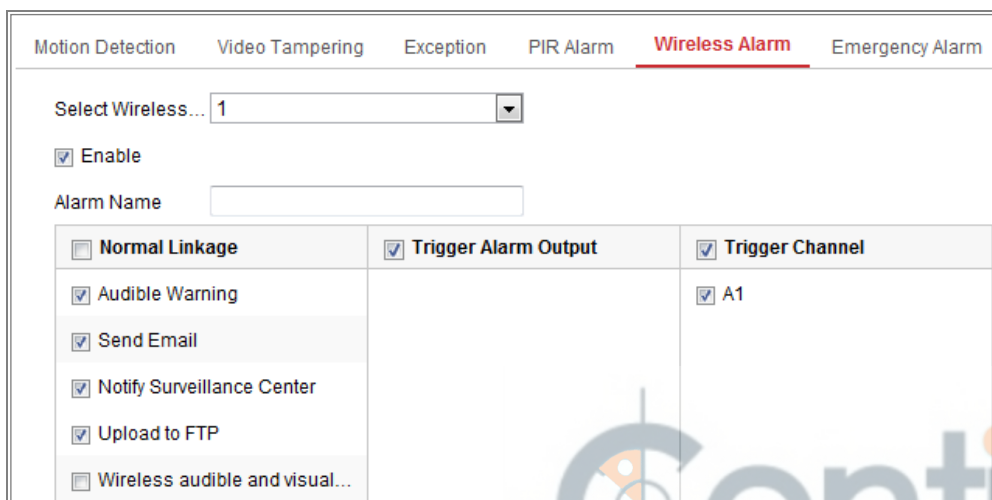 Motion Detection Video Tampering Exception PIR Alarm Wireless Alarm Emergency Alarm
Select Wireless... 1
Enable
Alarm Name
Normal Linkage Trigger Alarm Output Trigger Channel
Audible Warning A1
Send Email
Notify Surveillance Center
Upload to FTP
Wireless audible and visual...